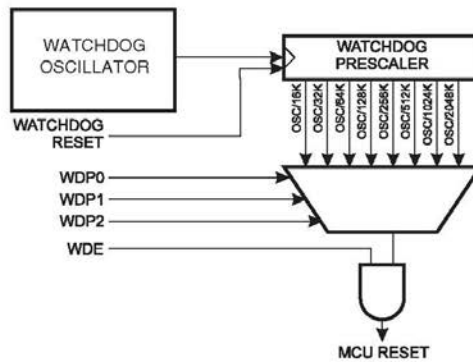 WATCHDOG
OSCILLATOR
WATCHDOG
PRESCALER
WATCHDOG
RESET
OSC/16K
OSC/32K
OSC/64K
OSC/128K
OSC/256K
OSC/512K
OSC/1024K
OSC/2048K
WDP0
WDP1
WDP2
WDE
MCU RESET